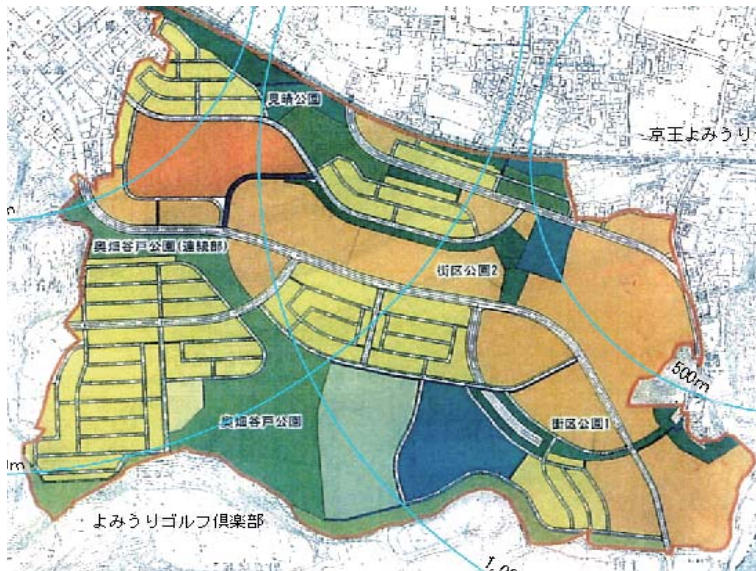 見晴公園
京王よみうり
m
奥畑谷戸公園(連続部)
街区公園2
500m
奥畑谷戸公園
街区公園1
m
よみうりゴルフ倶楽部